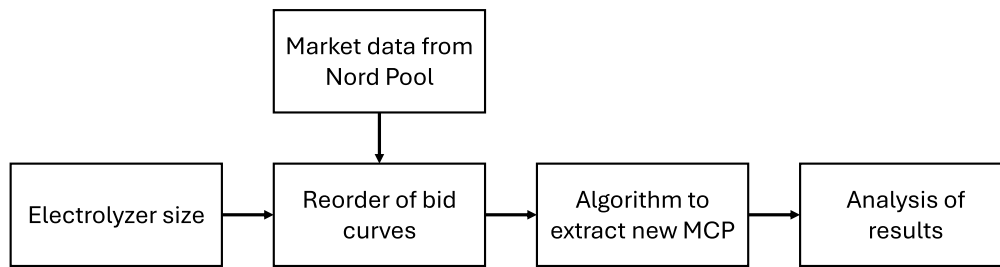 Market data from
Nord Pool
Electrolyzer size
Reorder of bid
curves
Algorithm to
extract new MCP
Analysis of
results